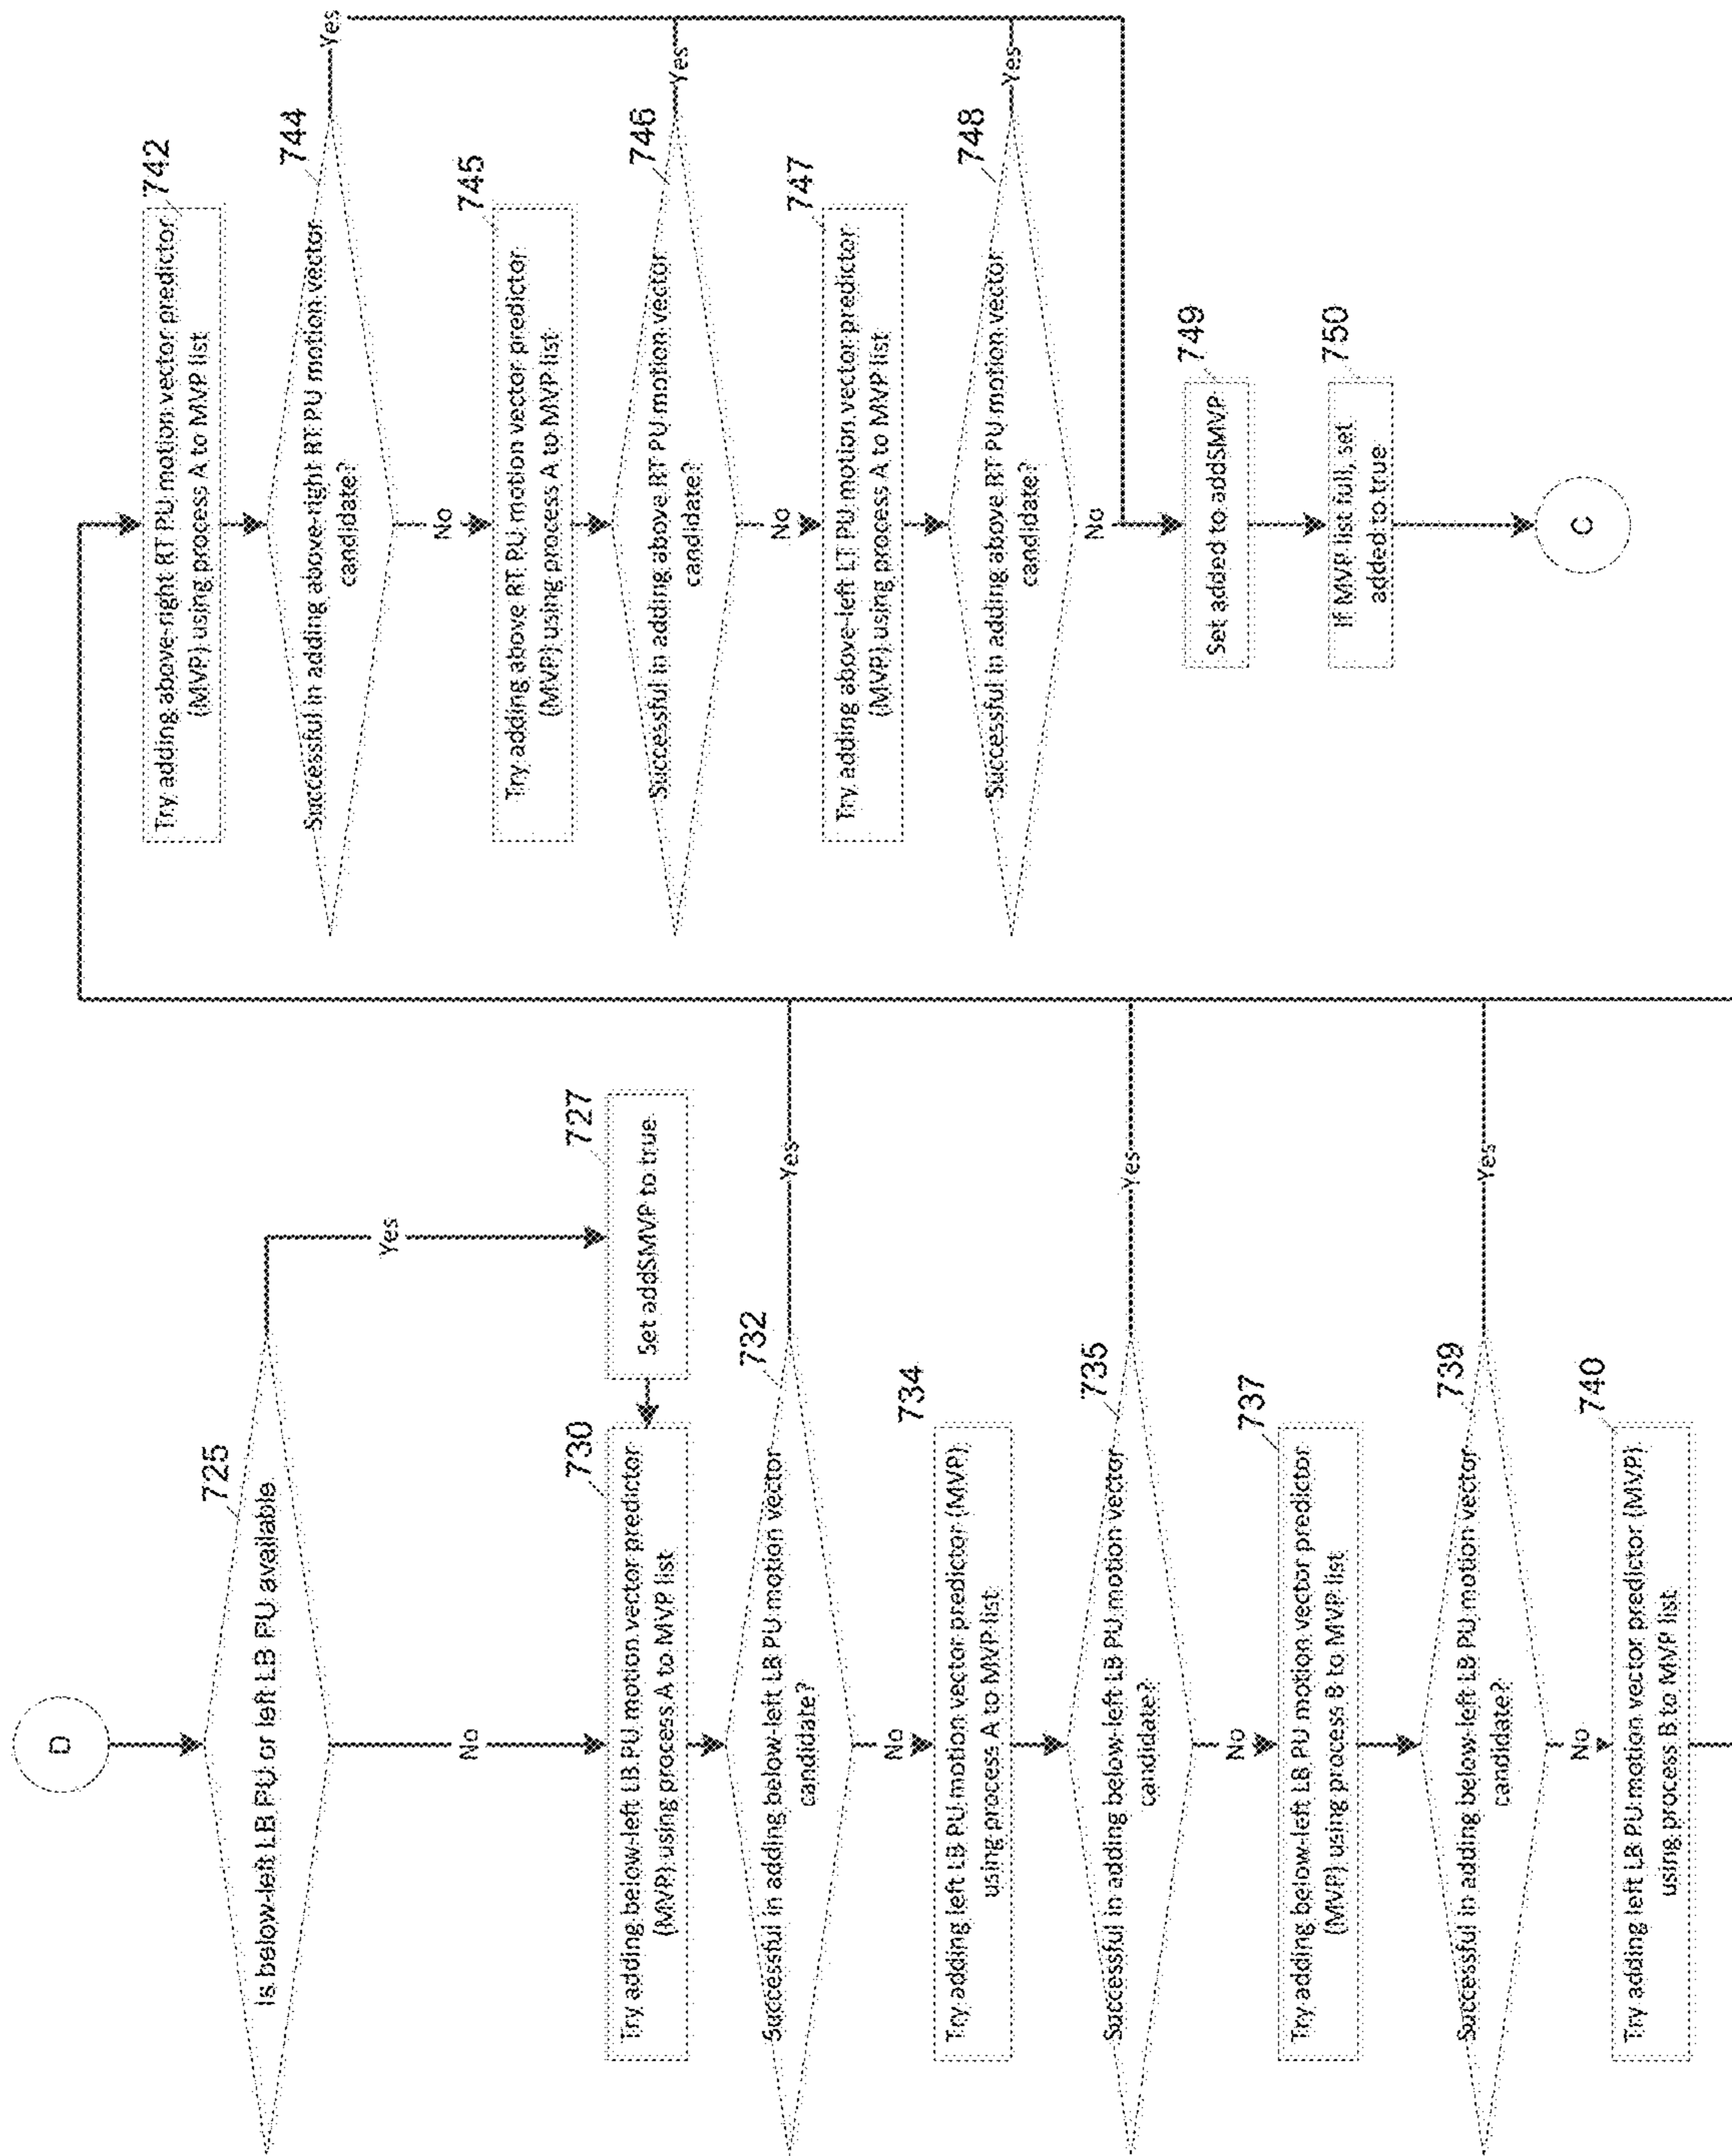 D
725
Is below-left LB PU or left LB PU available
Yes
No
727
Set addSMVP to true
730
Try adding below-left LB PU motion vector predictor
(MVP) using process A to MVP list
732
Successful in adding below-left LB PU motion vector
candidate?
Yes
No
734
Try adding left LB PU motion vector predictor (MVP)
using process A to MVP list
735
Successful in adding below-left LB PU motion vector
candidate?
Yes
No
737
Try adding below-left LB PU motion vector predictor
(MVP) using process B to MVP list
739
Successful in adding below-left LB PU motion vector
candidate?
Yes
No
740
Try adding left LB PU motion vector predictor (MVP)
using process B to MVP list
742
Try adding above-right RT PU motion vector predictor
(MVP) using process A to MVP list
744
Successful in adding above-right RT PU motion vector
candidate?
Yes
No
745
Try adding above RT PU motion vector predictor
(MVP) using process A to MVP list
746
Successful in adding above RT PU motion vector
candidate?
Yes
No
747
Try adding above-left LT PU motion vector predictor
(MVP) using process A to MVP list
748
Successful in adding above RT PU motion vector
candidate?
Yes
No
749
Set added to addSMVP
750
If MVP list full, set
added to true
C